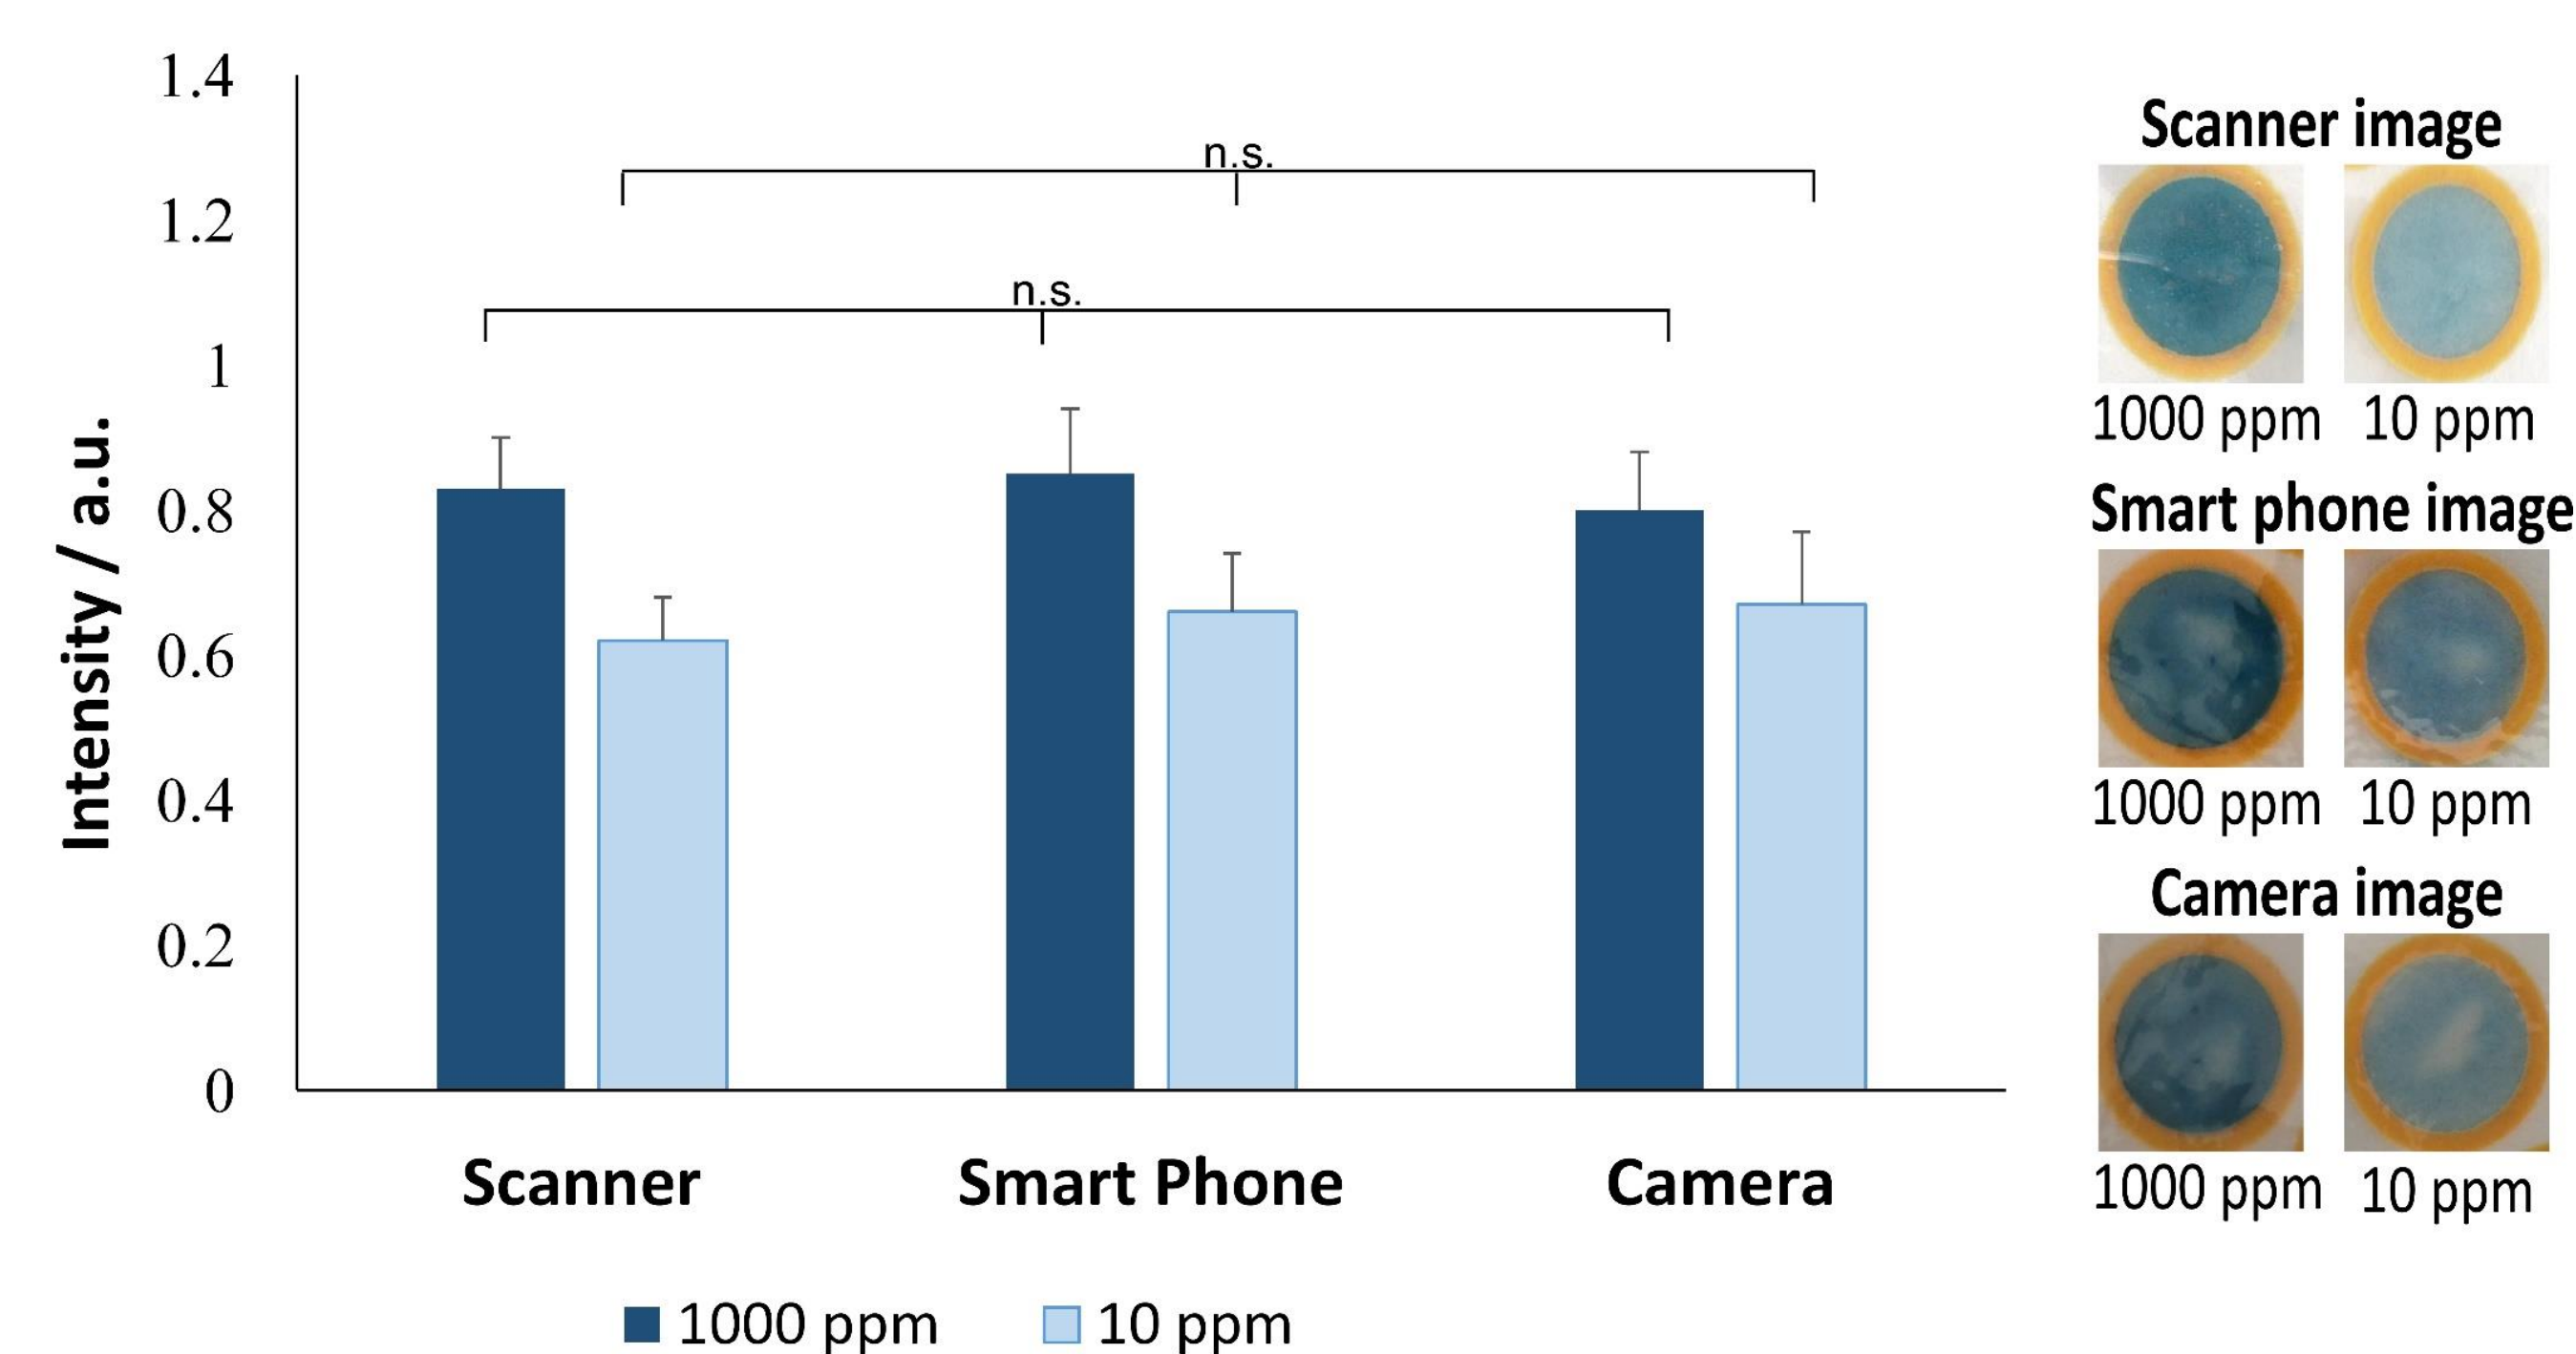 1.4
1.2
1
0.8
0.6
0.4
0.2
0
Intensity / a.u.
n.s.
n.s.
Scanner
Smart Phone
Camera
1000 ppm
10 ppm
Scanner image
1000 ppm
10 ppm
Smart phone image
1000 ppm
10 ppm
Camera image
1000 ppm
10 ppm